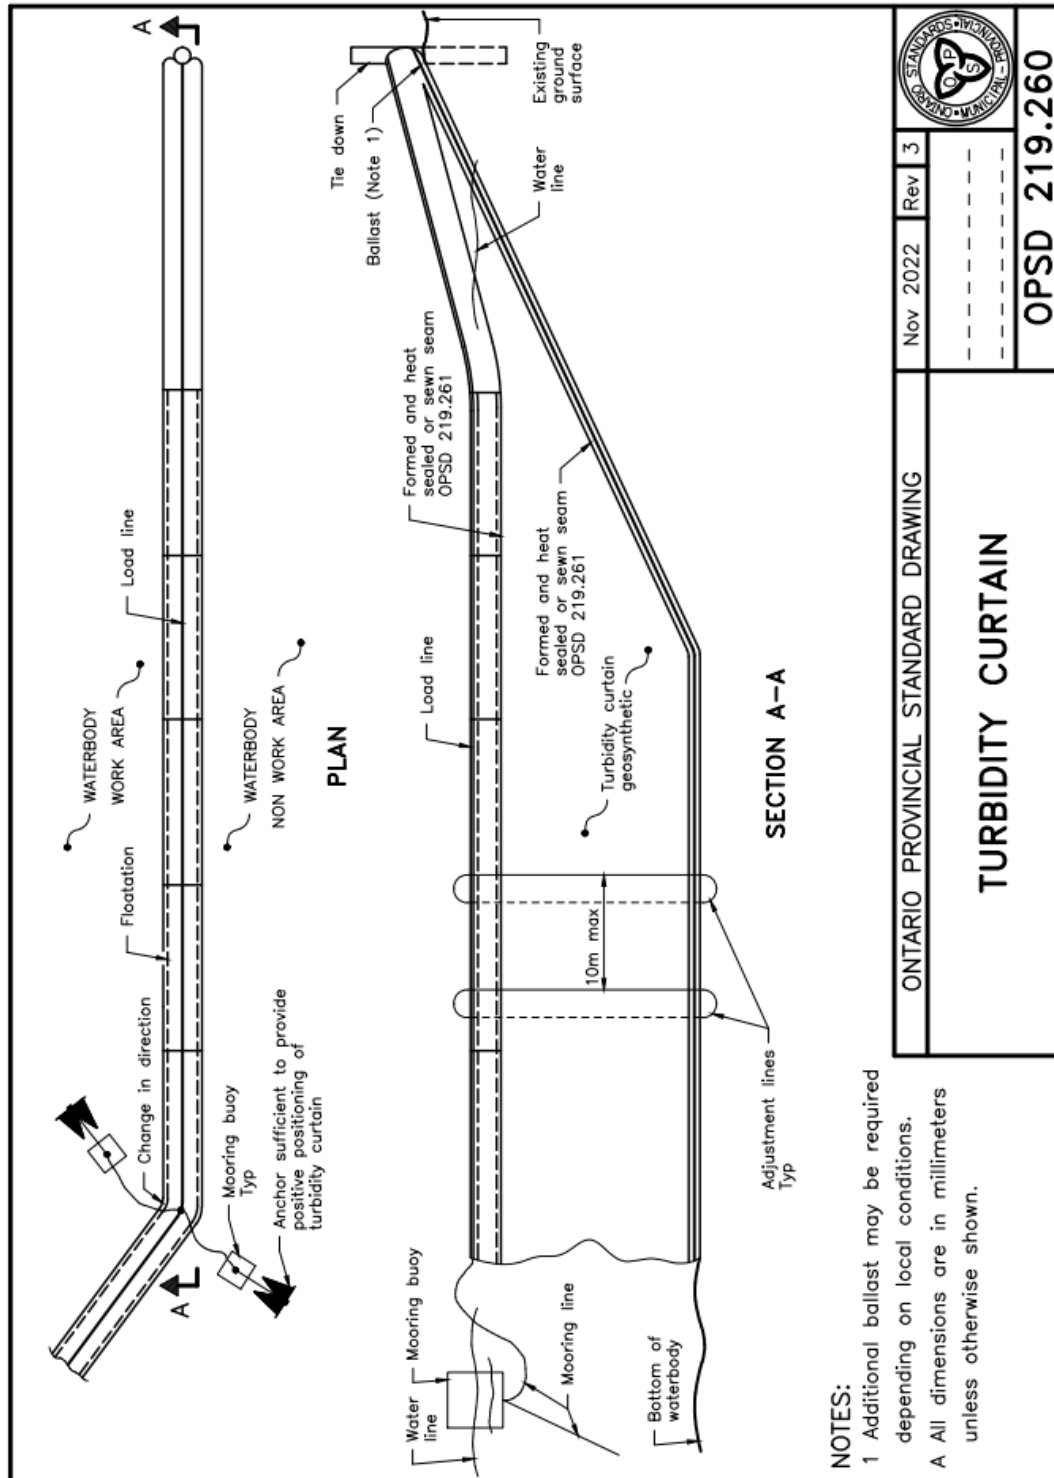 A
WATERBODY
WORK AREA
Load line
Floatation
Change in direction
WATERBODY
NON WORK AREA
Mooring buoy
Typ
Anchor sufficient to provide
positive positioning of
turbidity curtain
A
PLAN
Tie down
Ballast (Note 1)
Existing
ground
surface
Water
line
Formed and heat
sealed or sewn seam
OPSD 219.261
Load line
Formed and heat
sealed or sewn seam
OPSD 219.261
Turbidity curtain
geosynthetic
10m max
Adjustment lines
Typ
Mooring buoy
Water
line
Mooring line
Bottom of
waterbody
SECTION A-A
NOTES:
1 Additional ballast may be required
depending on local conditions.
A All dimensions are in millimeters
unless otherwise shown.
ONTARIO PROVINCIAL STANDARD DRAWING
Nov 2022
Rev
3
ONTARIO STANDARDS
MUNICIPAL-PROVINCIAL
O P S
TURBIDITY CURTAIN
OPSD 219.260